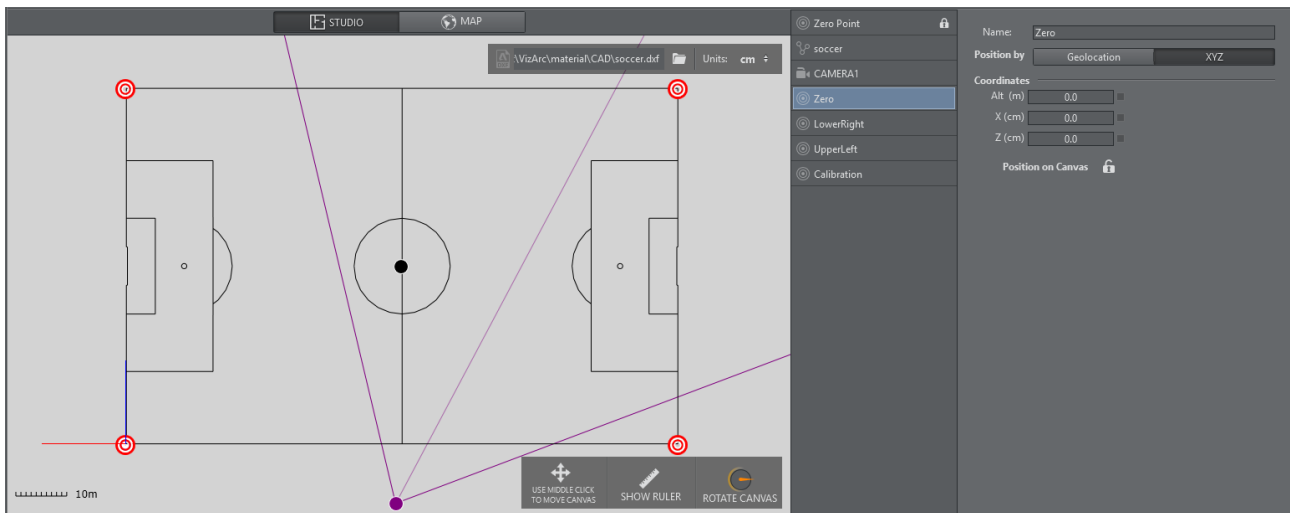 STUDIO
MAP
\VizArc\material\CAD\soccer.dxf
Units: cm
10m
USE MIDDLE CLICK
TO MOVE CANVAS
SHOW RULER
ROTATE CANVAS
Zero Point
soccer
CAMERA1
Zero
LowerRight
UpperLeft
Calibration
Name: Zero
Position by Geolocation XYZ
Coordinates
Alt (m) 0.0
X (cm) 0.0
Z (cm) 0.0
Position on Canvas